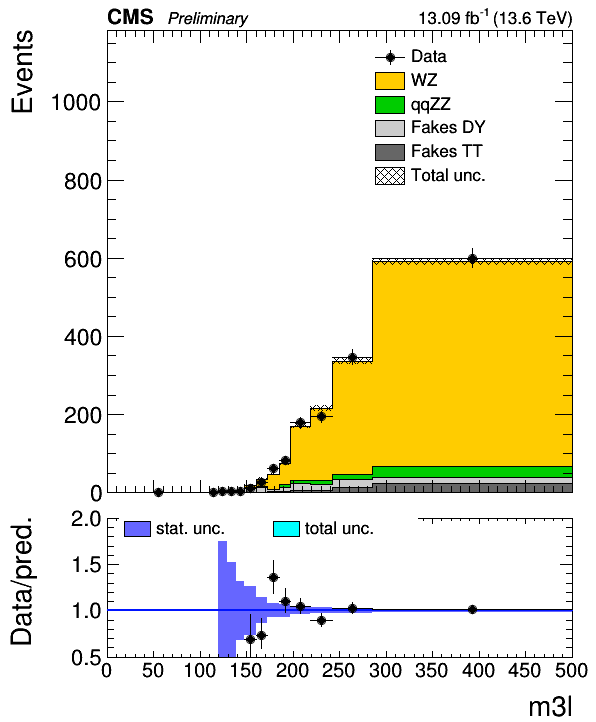 CMS Preliminary 13.09 fb⁻¹ (13.6 TeV)
Events
1000
800
600
400
200
0
Data
WZ
qqZZ
Fakes DY
Fakes TT
Total unc.
Data/pred.
2.0
1.5
1.0
0.5
stat. unc.
total unc.
0 50 100 150 200 250 300 350 400 450 500
m3l